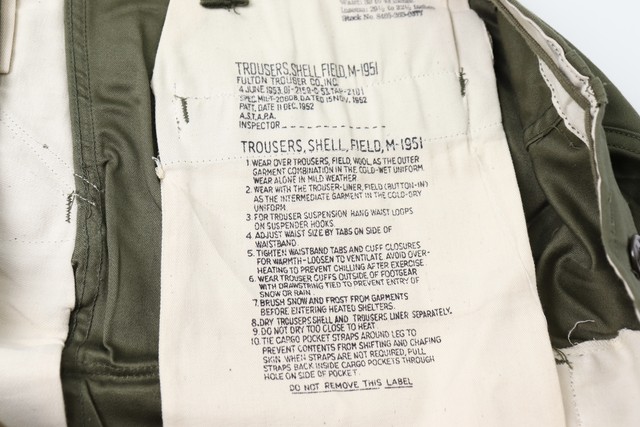 Stock No.
TROUSERS, SHELL FIELD, M-1951
FULTON TROUSER CO., INC.
4 JUNE 1953,
SPEC. MIL-T-2080B, DATED 15 NOV. 1952
PATT. DATE 11 DEC. 1952
A.S.T.A.P.A.
INSPECTOR
TROUSERS, SHELL, FIELD, M-1951
1. WEAR OVER TROUSERS, FIELD, WOOL, AS THE OUTER
GARMENT COMBINATION IN THE COLD-WET UNIFORM
WEAR ALONE IN MILD WEATHER.
2. WEAR WITH THE TROUSER-LINER, FIELD (BUTTON-IN)
AS THE INTERMEDIATE GARMENT IN THE COLD-DRY
UNIFORM.
3. FOR TROUSER SUSPENSION HANG WAIST LOOPS
ON SUSPENDER HOOKS.
4. ADJUST WAIST SIZE BY TABS ON SIDE OF
WAISTBAND.
5. TIGHTEN WAISTBAND TABS AND CUFF CLOSURES
FOR WARMTH-LOOSEN TO VENTILATE. AVOID OVER-
HEATING TO PREVENT CHILLING AFTER EXERCISE
6. WEAR TROUSER CUFFS OUTSIDE OF FOOTGEAR
WITH DRAWSTRING TIED TO PREVENT ENTRY OF
SNOW OR RAIN.
7. BRUSH SNOW AND FROST FROM GARMENTS
BEFORE ENTERING HEATED SHELTERS.
8. DRY TROUSERS SHELL AND TROUSERS LINER SEPARATELY.
9. DO NOT DRY TOO CLOSE TO HEAT
10. TIE CARGO POCKET STRAPS AROUND LEG TO
PREVENT CONTENTS FROM SHIFTING AND CHAFING
SKIN. WHEN STRAPS ARE NOT REQUIRED, PULL
STRAPS BACK INSIDE CARGO POCKETS THROUGH
HOLE ON SIDE OF POCKET.
DO NOT REMOVE THIS LABEL